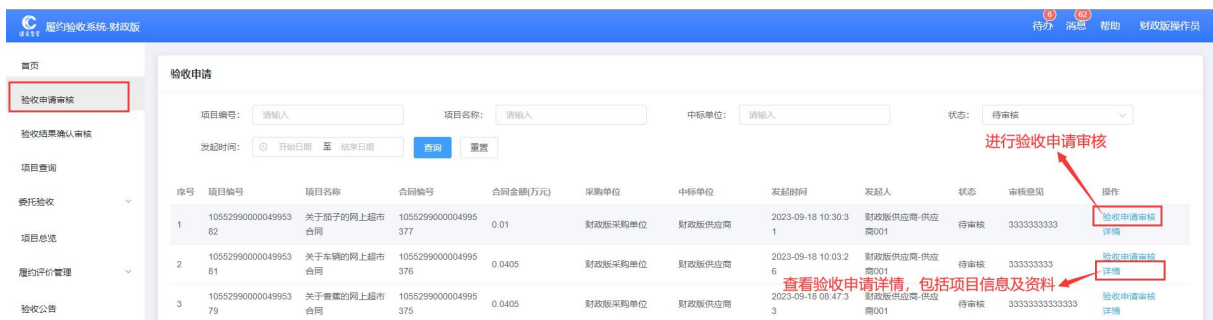 履约验收系统-财政版
6
62
待办 消息 帮助 财政版操作员
首页
验收申请审核
验收结果确认审核
项目查询
委托验收
项目总览
履约评价管理
验收公告
验收申请
项目编号: 请输入 项目名称: 请输入 中标单位: 请输入 状态: 待审核
发起时间: 开始日期 至 结束日期 查询 重置
进行验收申请审核
序号 项目编号 项目名称 合同编号 合同金额(万元) 采购单位 中标单位 发起时间 发起人 状态 审核意见 操作
10552990000049953 关于茄子的网上超市 1055299000004995 2023-09-18 10:30:3 财政版供应商-供应 验收申请审核
1 0.01 财政版采购单位 财政版供应商 待审核 3333333333
82 合同 377 1 商001 详情
10552990000049953 关于车辆的网上超市 1055299000004995 2023-09-18 10:03:2 财政版供应商-供应 验收申请审核
2 0.0405 财政版采购单位 财政版供应商 待审核 333333333
81 合同 376 6 商001 详情
查看验收申请详情，包括项目信息及资料
10552990000049953 关于香蕉的网上超市 1055299000004995 2023-09-18 08:47:3 财政版供应商-供应 验收申请审核
3 0.0405 财政版采购单位 财政版供应商 待审核 33333333333333
79 合同 375 3 商001 详情